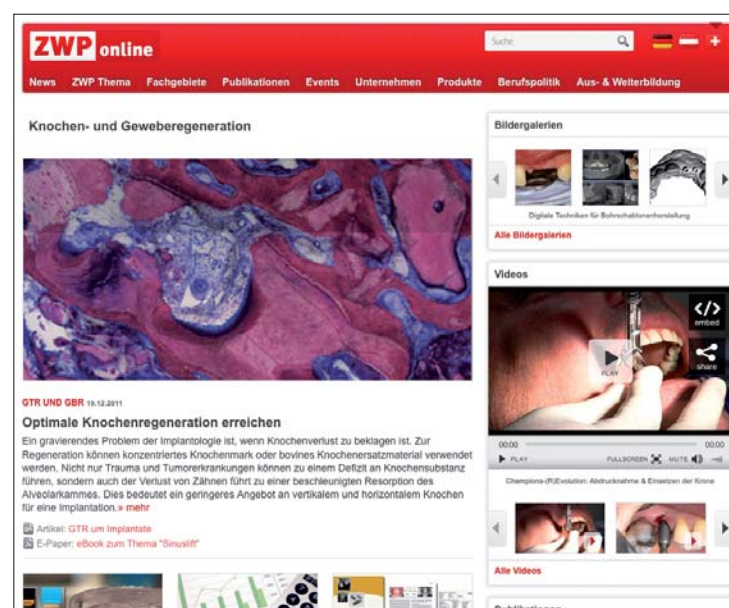 ZWP online
Suche
News ZWP Thema Fachgebiete Publikationen Events Unternehmen Produkte Berufspolitik Aus- & Weiterbildung
Knochen- und Geweberegeneration
GTR UND GBR 19.12.2011
Optimale Knochenregeneration erreichen
Ein gravierendes Problem der Implantologie ist, wenn Knochenverlust zu beklagen ist. Zur
Regeneration können konzentriertes Knochenmark oder bovines Knochenersatzmaterial verwendet
werden. Nicht nur Trauma und Tumorerkrankungen können zu einem Defizit an Knochensubstanz
führen, sondern auch der Verlust von Zähnen führt zu einer beschleunigten Resorption des
Alveolarkammes. Dies bedeutet ein geringeres Angebot an vertikalem und horizontalem Knochen
für eine Implantation.» mehr
Artikel: GTR um Implantate
E-Paper: eBook zum Thema "Sinuslift"
Bildergalerien
Digitale Techniken für Bohrschablonenherstellung
Alle Bildergalerien
Videos
embed
share
PLAY
00:00 00:00
PLAY FULLSCREEN MUTE
Champions-(R)Evolution: Abdrucknahme & Einsetzen der Krone
Alle Videos
Publikationen